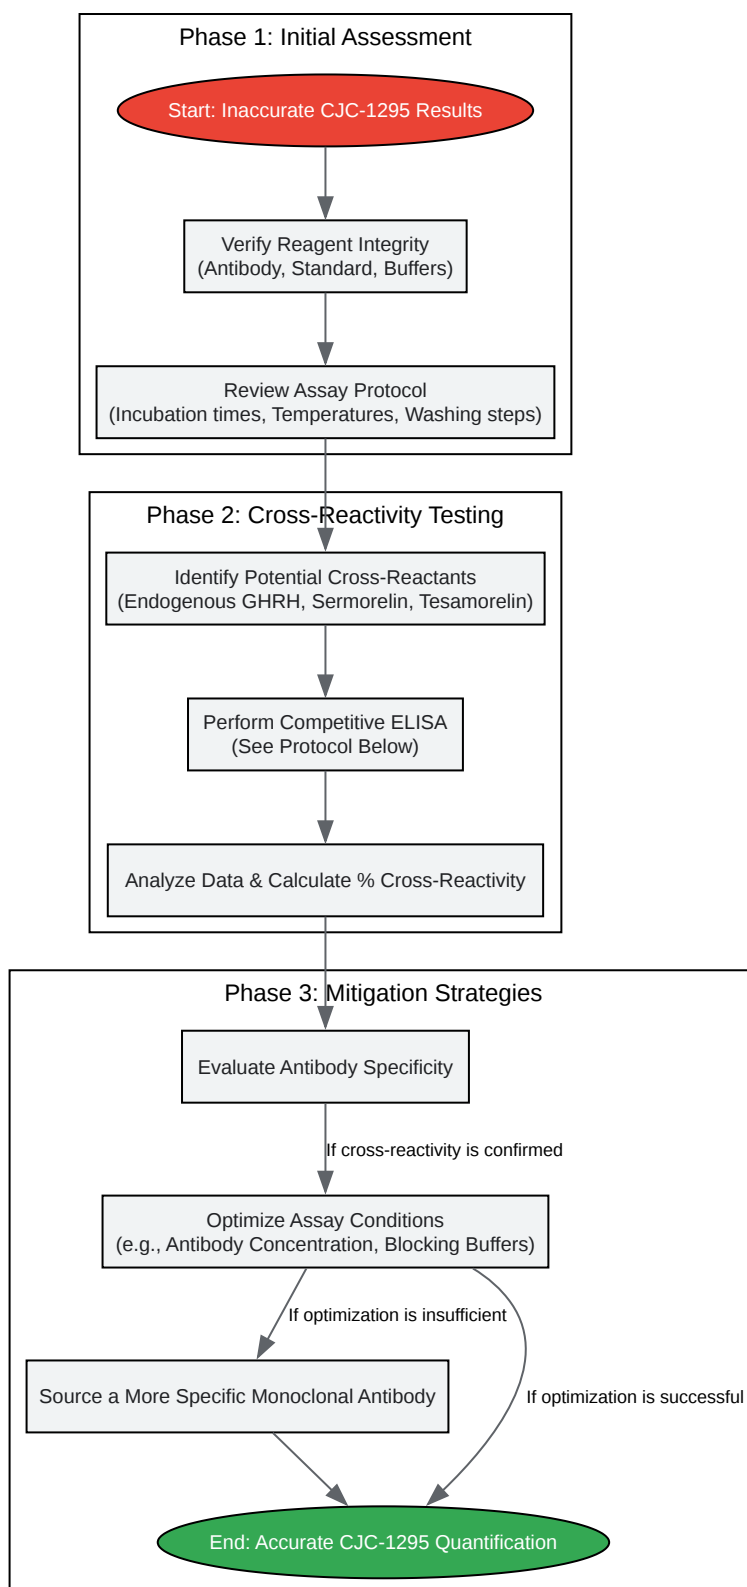 Phase 1: Initial Assessment
Start: Inaccurate CJC-1295 Results
Verify Reagent Integrity
(Antibody, Standard, Buffers)
Review Assay Protocol
(Incubation times, Temperatures, Washing steps)
Phase 2: Cross-Reactivity Testing
Identify Potential Cross-Reactants
(Endogenous GHRH, Sermorelin, Tesamorelin)
Perform Competitive ELISA
(See Protocol Below)
Analyze Data & Calculate % Cross-Reactivity
Phase 3: Mitigation Strategies
Evaluate Antibody Specificity
If cross-reactivity is confirmed
Optimize Assay Conditions
(e.g., Antibody Concentration, Blocking Buffers)
If optimization is insufficient
Source a More Specific Monoclonal Antibody
If optimization is successful
End: Accurate CJC-1295 Quantification